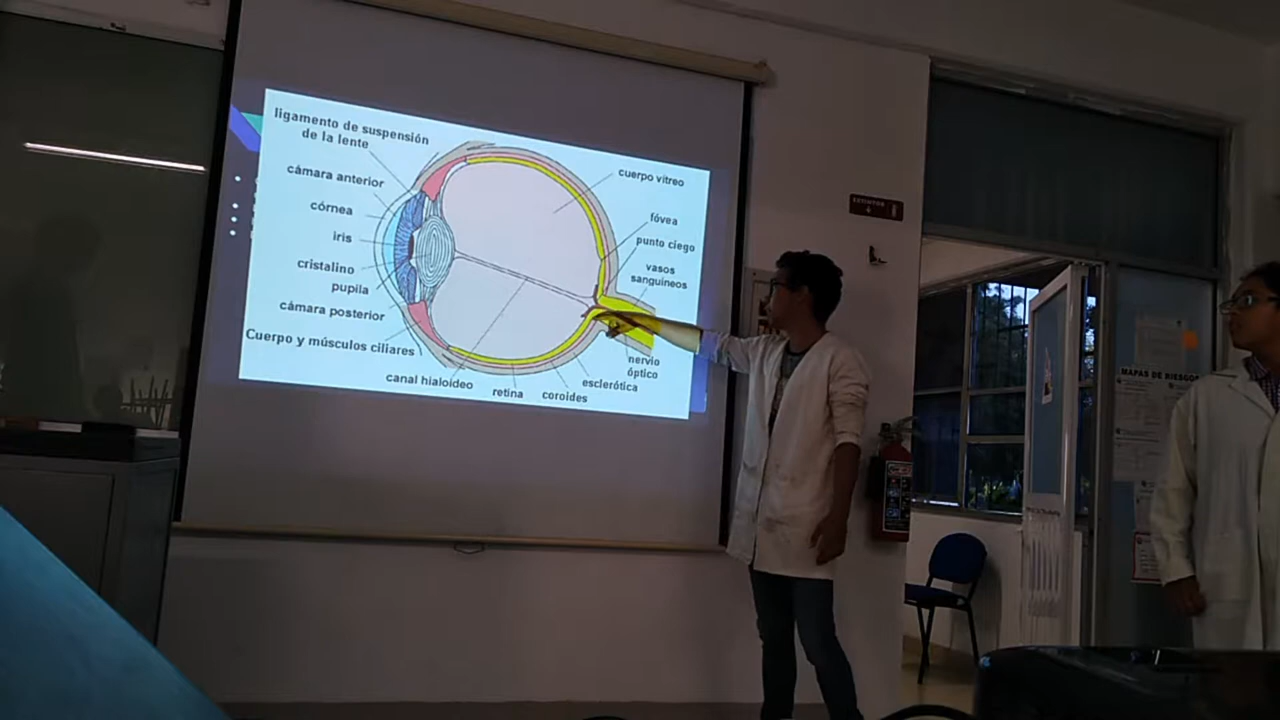 ligamento de suspensión
de la lente
cámara anterior
córnea
iris
cristalino
pupila
cámara posterior
Cuerpo y músculos ciliares
canal hialoideo
retina
coroides
esclerótica
nervio
óptico
vasos
sanguíneos
punto ciego
fóvea
cuerpo vítreo
EXTINTOR
MAPAS DE RIESGO